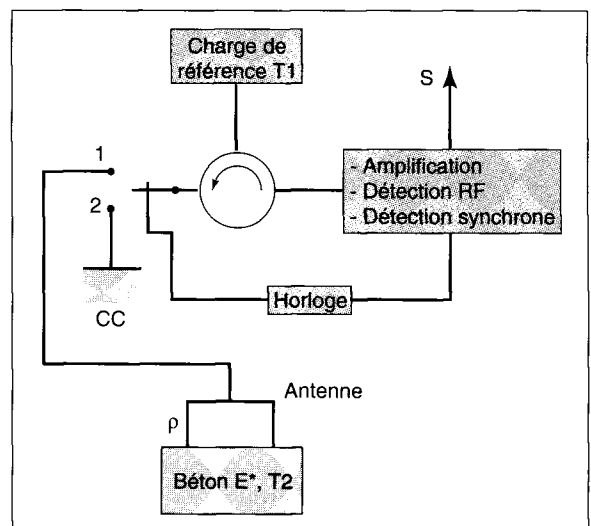 Charge de
référence T1
S
1
2
- Amplification
- Détection RF
- Détection synchrone
Horloge
CC
Antenne
ρ
Béton E*, T2